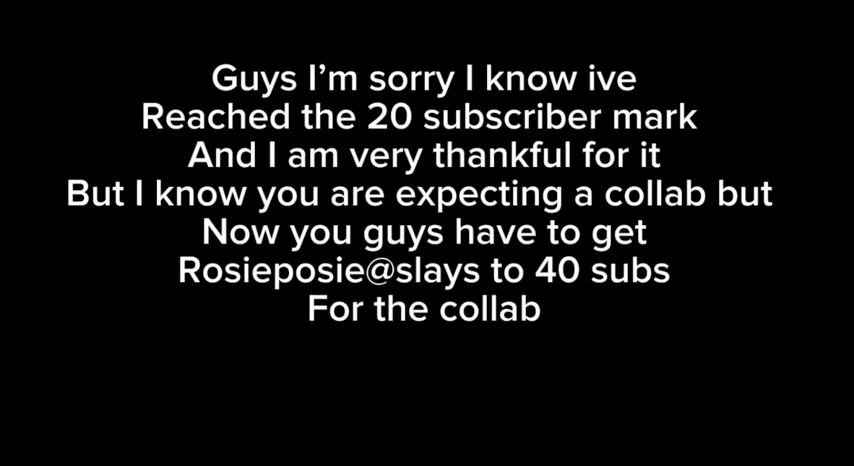 Guys I’m sorry I know ive
Reached the 20 subscriber mark
And I am very thankful for it
But I know you are expecting a collab but
Now you guys have to get
Rosieposie@slays to 40 subs
For the collab